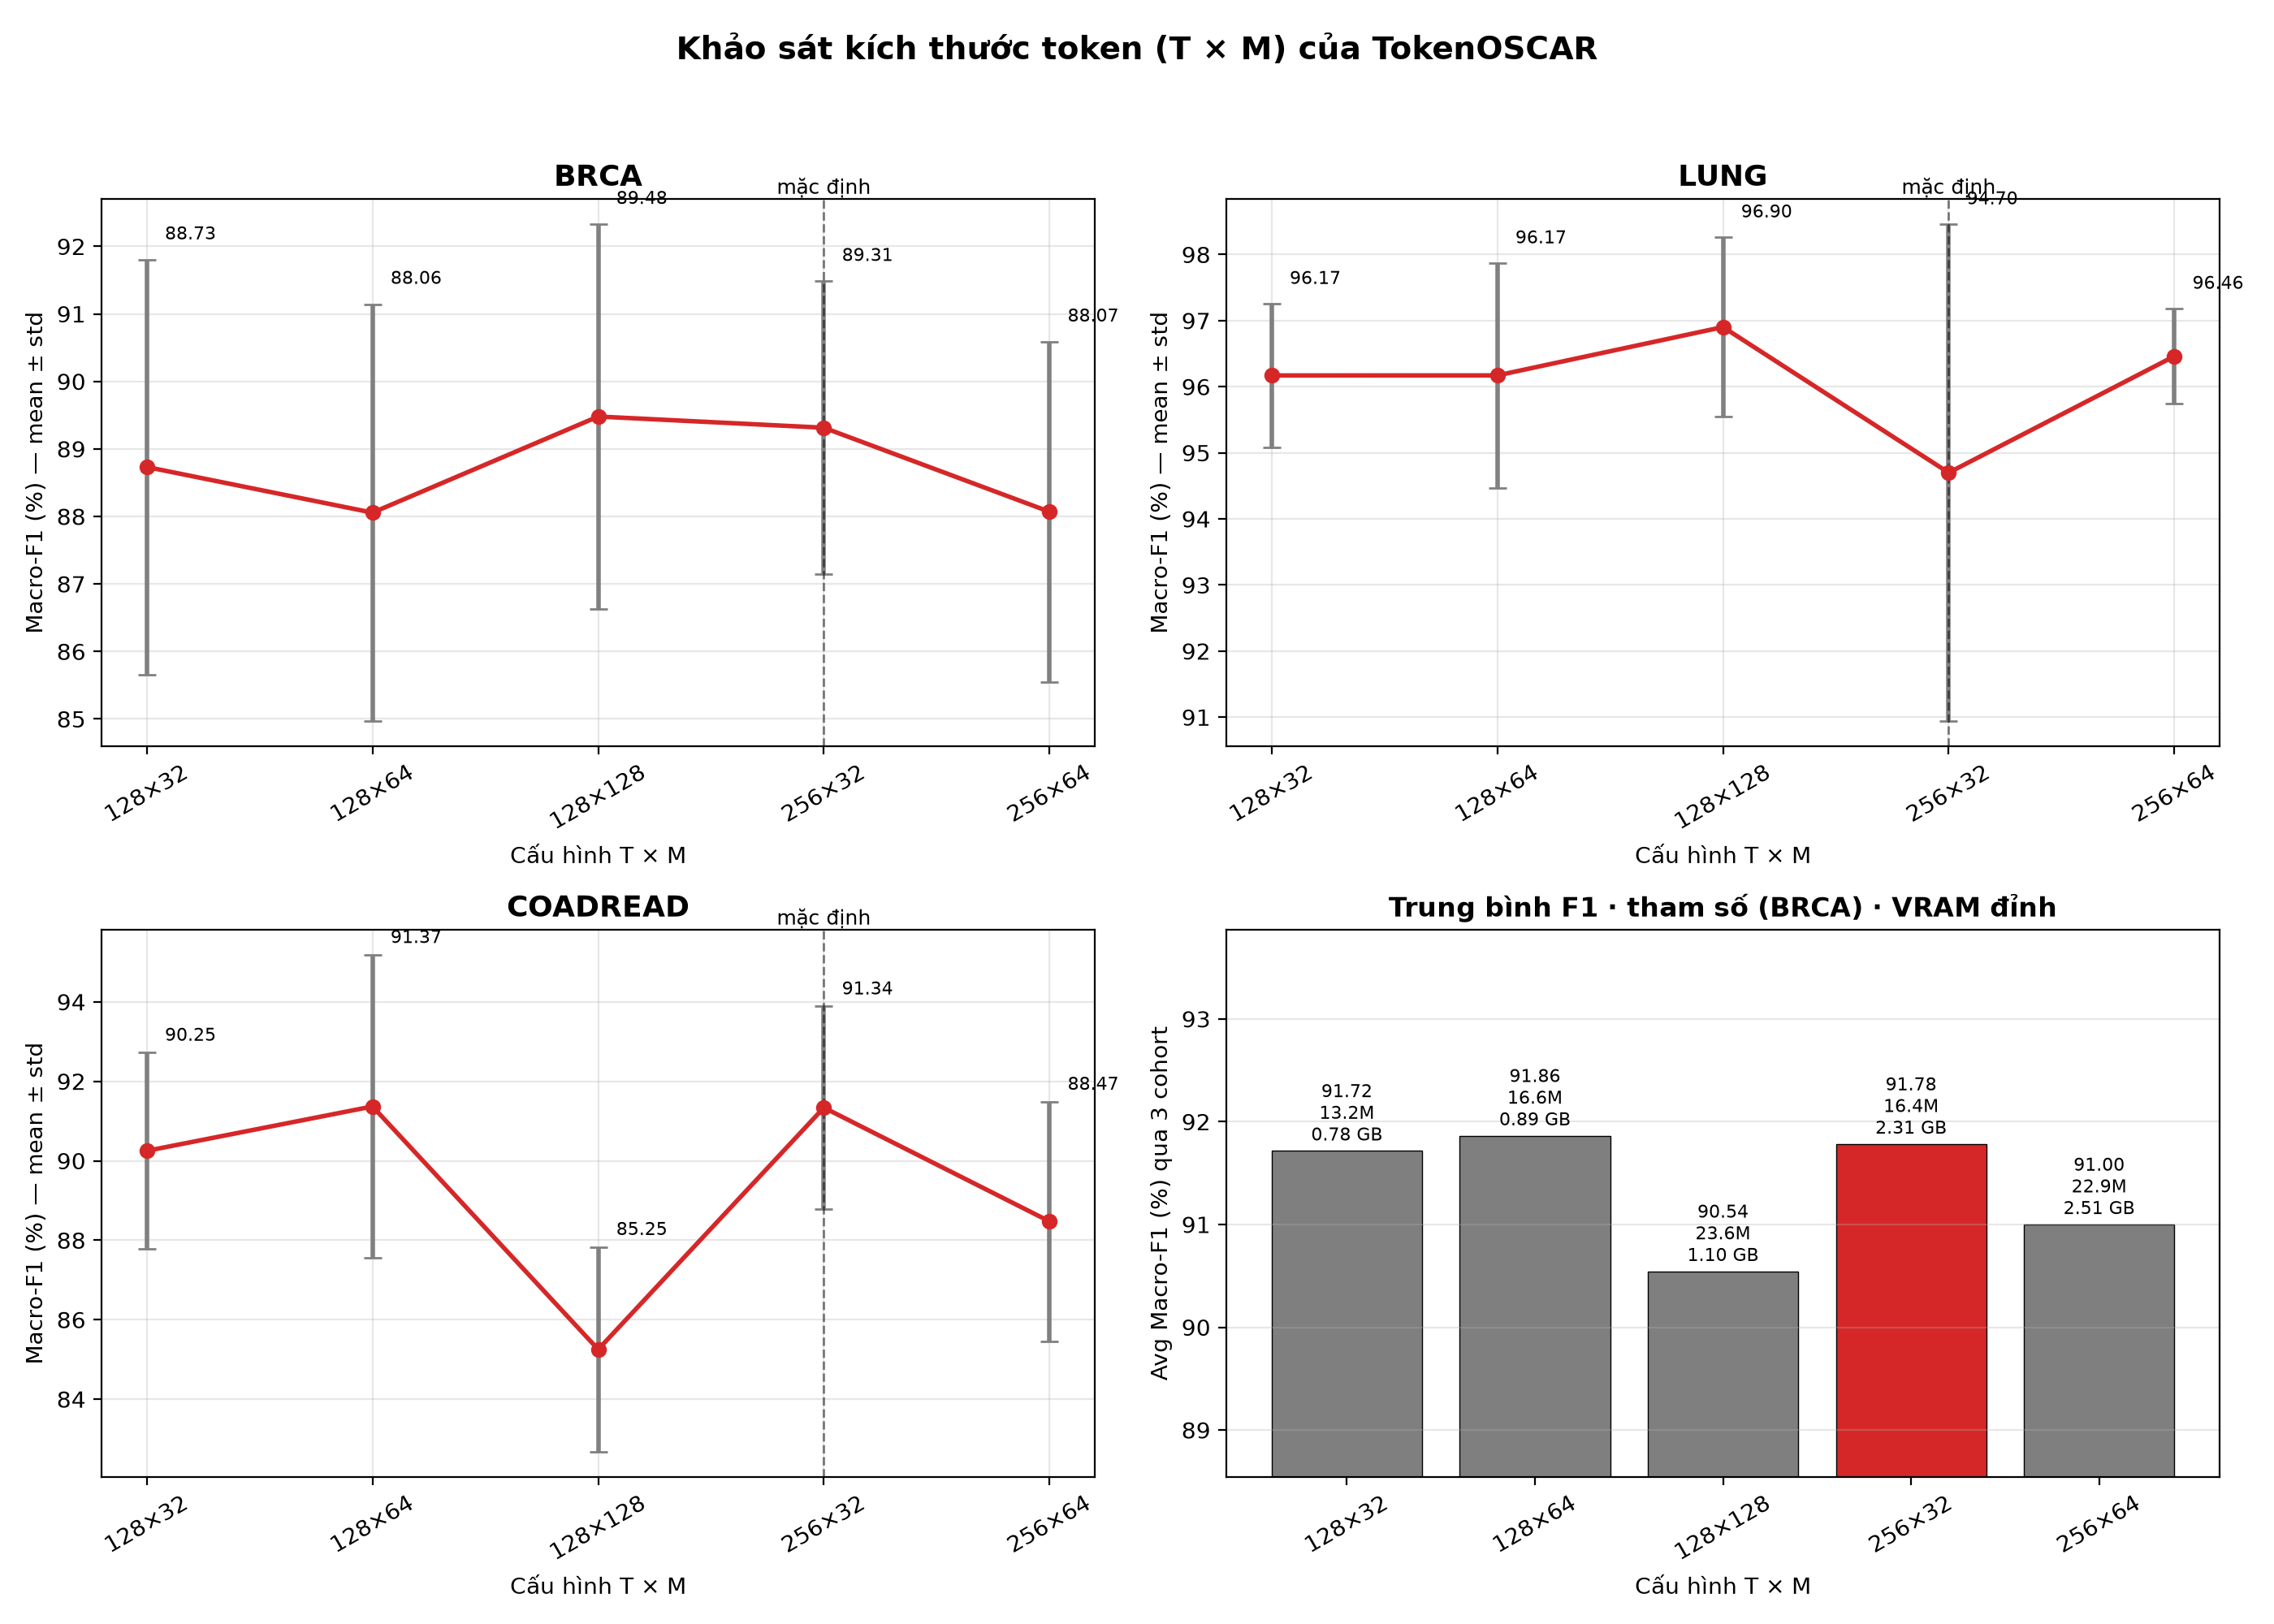 Khảo sát kích thước token (T × M) của TokenOSCAR
BRCA
mặc định
Macro-F1 (%) — mean ± std
92
91
90
89
88
87
86
85
88.73
88.06
89.48
89.31
88.07
128×32
128×64
128×128
256×32
256×64
Cấu hình T × M
LUNG
mặc định
Macro-F1 (%) — mean ± std
98
97
96
95
94
93
92
91
96.17
96.17
96.90
94.70
96.46
128×32
128×64
128×128
256×32
256×64
Cấu hình T × M
COADREAD
mặc định
Macro-F1 (%) — mean ± std
94
92
90
88
86
84
90.25
91.37
85.25
91.34
88.47
128×32
128×64
128×128
256×32
256×64
Cấu hình T × M
Trung bình F1 · tham số (BRCA) · VRAM đỉnh
Avg Macro-F1 (%) qua 3 cohort
93
92
91
90
89
91.72
13.2M
0.78 GB
91.86
16.6M
0.89 GB
90.54
23.6M
1.10 GB
91.78
16.4M
2.31 GB
91.00
22.9M
2.51 GB
128×32
128×64
128×128
256×32
256×64
Cấu hình T × M